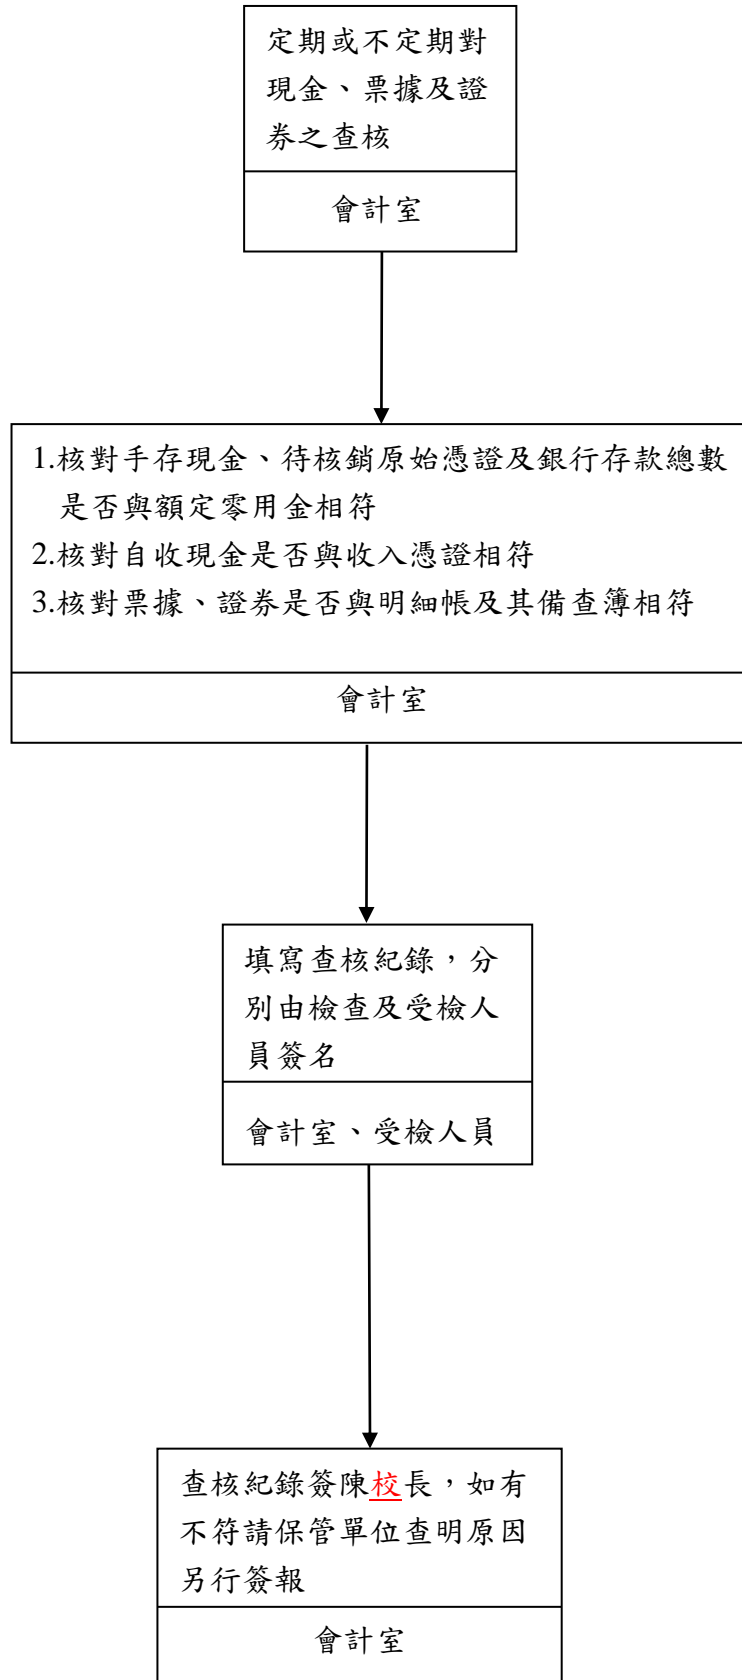 定期或不定期對
現金、票據及證
券之查核
會計室
1.核對手存現金、待核銷原始憑證及銀行存款總數
是否與額定零用金相符
2.核對自收現金是否與收入憑證相符
3.核對票據、證券是否與明細帳及其備查簿相符
會計室
填寫查核紀錄，分
別由檢查及受檢人
員簽名
會計室、受檢人員
查核紀錄簽陳校長，如有
不符請保管單位查明原因
另行簽報
會計室